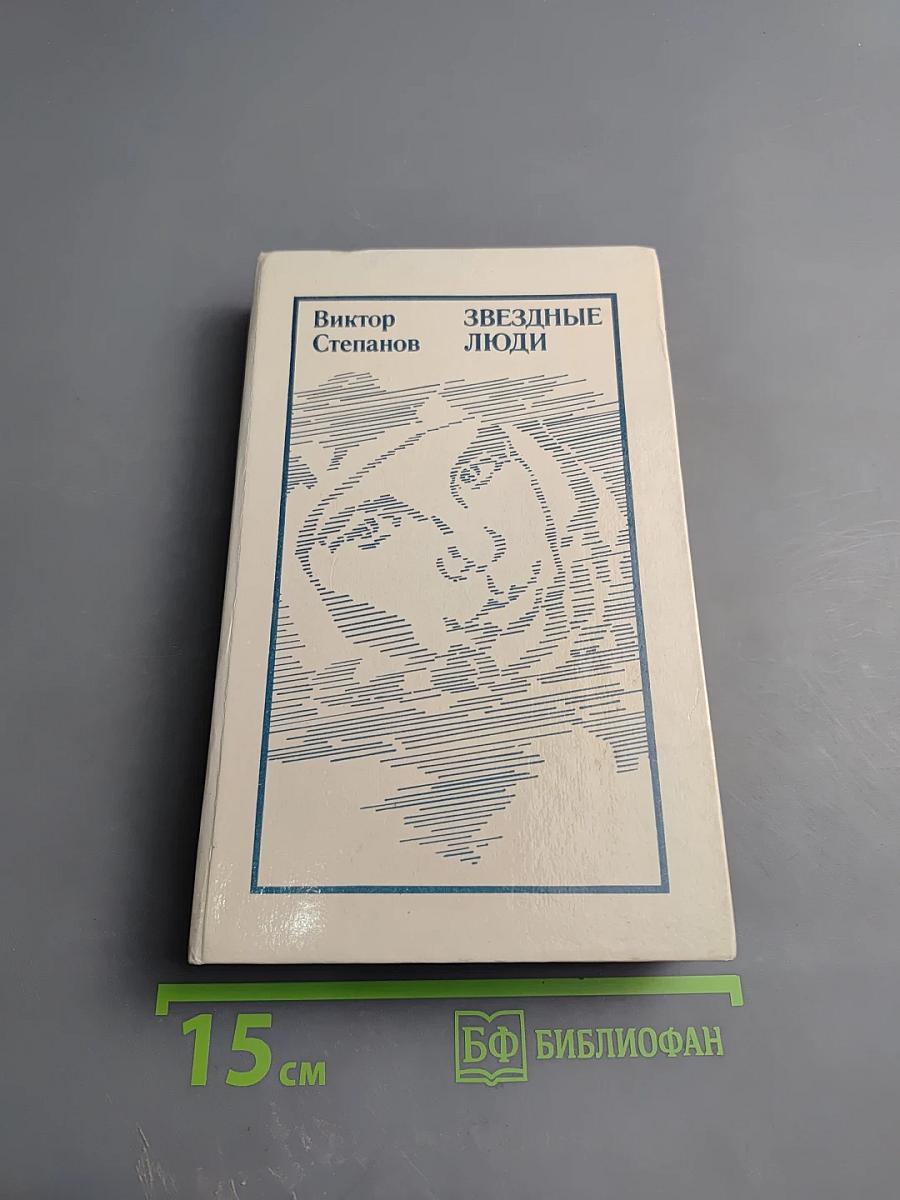 Виктор
Степанов
ЗВЕЗДНЫЕ
ЛЮДИ
15 см
БФ БИБЛИОФАН